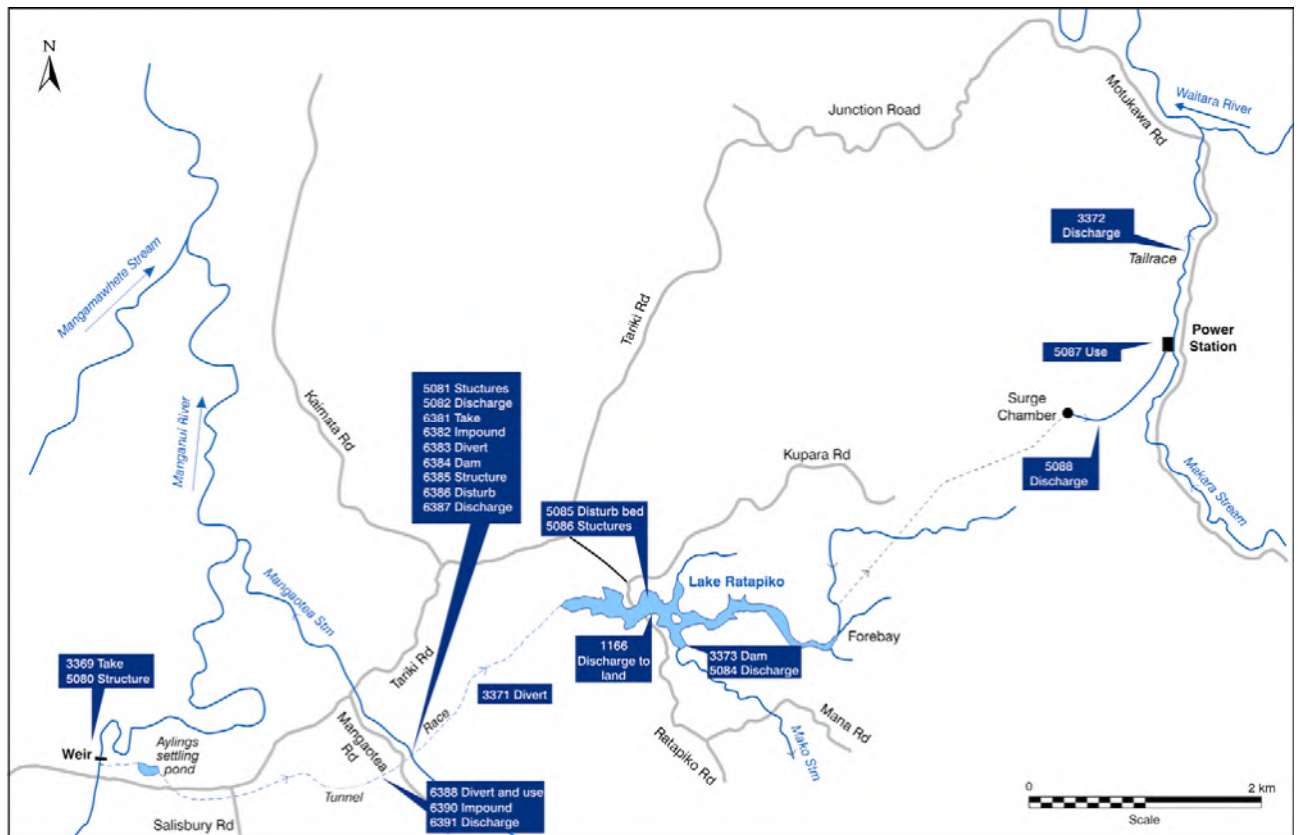 N
Junction Road
Motukawa Rd
Waitara River
3372
Discharge
Tailrace
Mangamawhete Stream
Tariki Rd
Power
Station
5087 Use
Kaimata Rd
5081 Stuctures
5082 Discharge
6381 Take
6382 Impound
6383 Divert
6384 Dam
6385 Structure
6386 Disturb
6387 Discharge
Surge
Chamber
Manganui River
Kupara Rd
5088
Discharge
Makara Stream
5085 Disturb bed
5086 Stuctures
Mangaotea Stm
Lake Ratapiko
Forebay
1166
Discharge to
land
3373 Dam
5084 Discharge
3369 Take
5080 Structure
Tariki Rd
3371 Divert
Race
Mana Rd
Ratapiko Rd
Mako Stm
Weir
Aylings
settling
pond
Mangaotea
Rd
Tunnel
6388 Divert and use
6390 Impound
6391 Discharge
Salisbury Rd
0
2 km
Scale